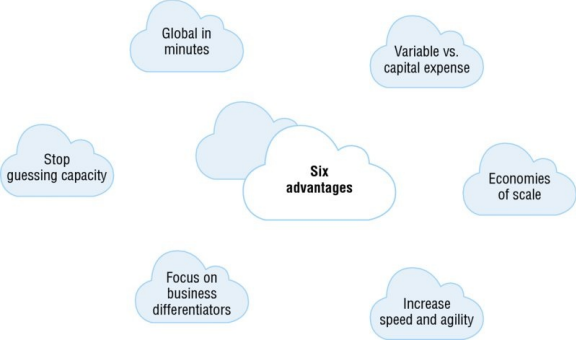 Global in
minutes
Variable vs.
capital expense
Stop
guessing capacity
Six
advantages
Economies
of scale
Focus on
business
differentiators
Increase
speed and agility